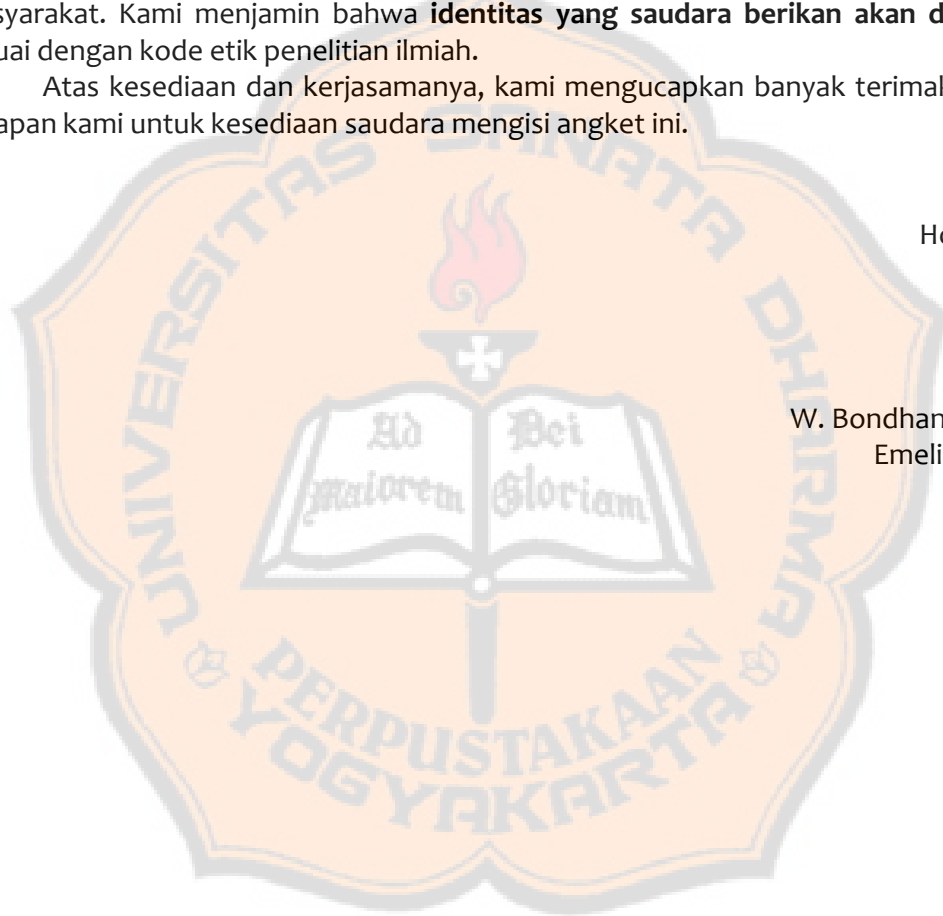 syarakat. Kami menjamin bahwa identitas yang saudara berikan akan d
uai dengan kode etik penelitian ilmiah.
Atas kesediaan dan kerjasamanya, kami mengucapkan banyak terimak
apan kami untuk kesediaan saudara mengisi angket ini.
Ho
W. Bondhan
Emeli
UNIVERSITAS SANATA DHARMA
Ad
Maiorem
Dei
Gloriam
PERPUSTAKAAN
YOGYAKARTA